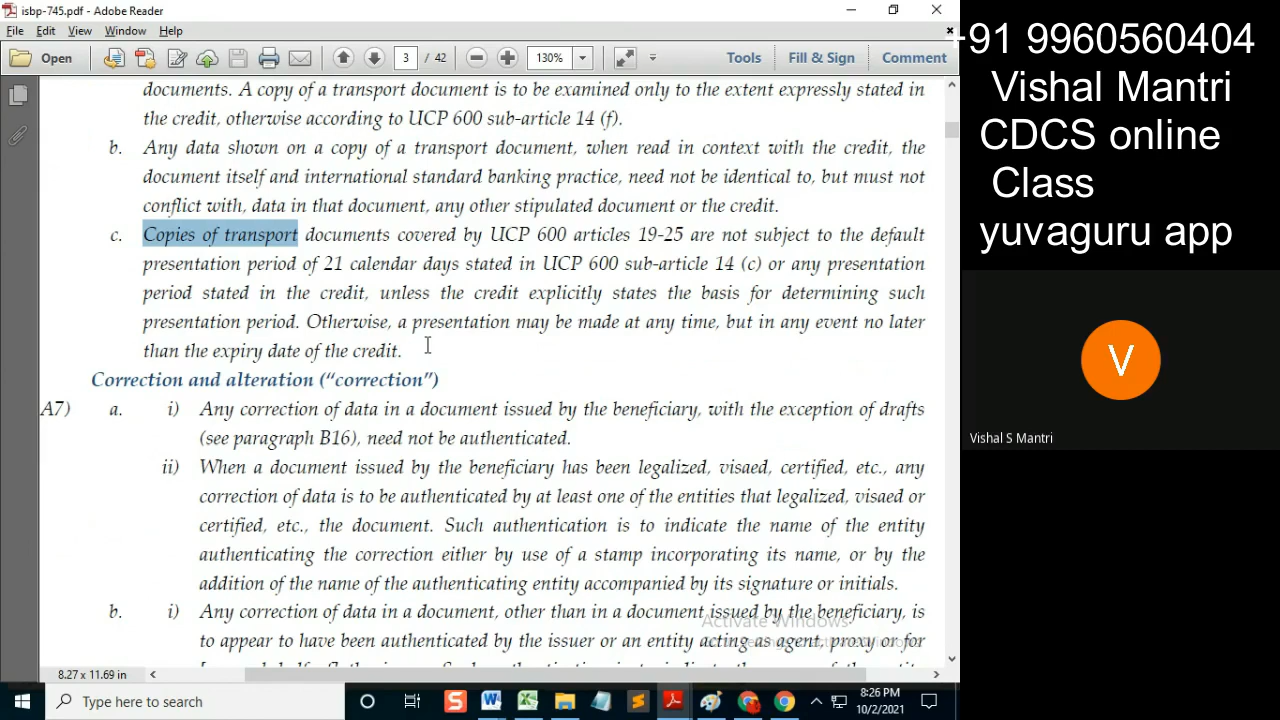 isbp-745.pdf - Adobe Reader
File Edit View Window Help
Open 3 / 42 130% Tools Fill & Sign Comment
documents. A copy of a transport document is to be examined only to the extent expressly stated in
the credit, otherwise according to UCP 600 sub-article 14 (f).
b. Any data shown on a copy of a transport document, when read in context with the credit, the
document itself and international standard banking practice, need not be identical to, but must not
conflict with, data in that document, any other stipulated document or the credit.
c. Copies of transport documents covered by UCP 600 articles 19-25 are not subject to the default
presentation period of 21 calendar days stated in UCP 600 sub-article 14 (c) or any presentation
period stated in the credit, unless the credit explicitly states the basis for determining such
presentation period. Otherwise, a presentation may be made at any time, but in any event no later
than the expiry date of the credit.
Correction and alteration (“correction”)
A7) a. i) Any correction of data in a document issued by the beneficiary, with the exception of drafts
(see paragraph B16), need not be authenticated.
ii) When a document issued by the beneficiary has been legalized, visaed, certified, etc., any
correction of data is to be authenticated by at least one of the entities that legalized, visaed or
certified, etc., the document. Such authentication is to indicate the name of the entity
authenticating the correction either by use of a stamp incorporating its name, or by the
addition of the name of the authenticating entity accompanied by its signature or initials.
b. i) Any correction of data in a document, other than in a document issued by the beneficiary, is
Activate Windows
to appear to have been authenticated by the issuer or an entity acting as agent, proxy or for
8.27 x 11.69 in
Type here to search
8:26 PM
10/2/2021
+91 9960560404
Vishal Mantri
CDCS online
Class
yuvaguru app
V
Vishal S Mantri